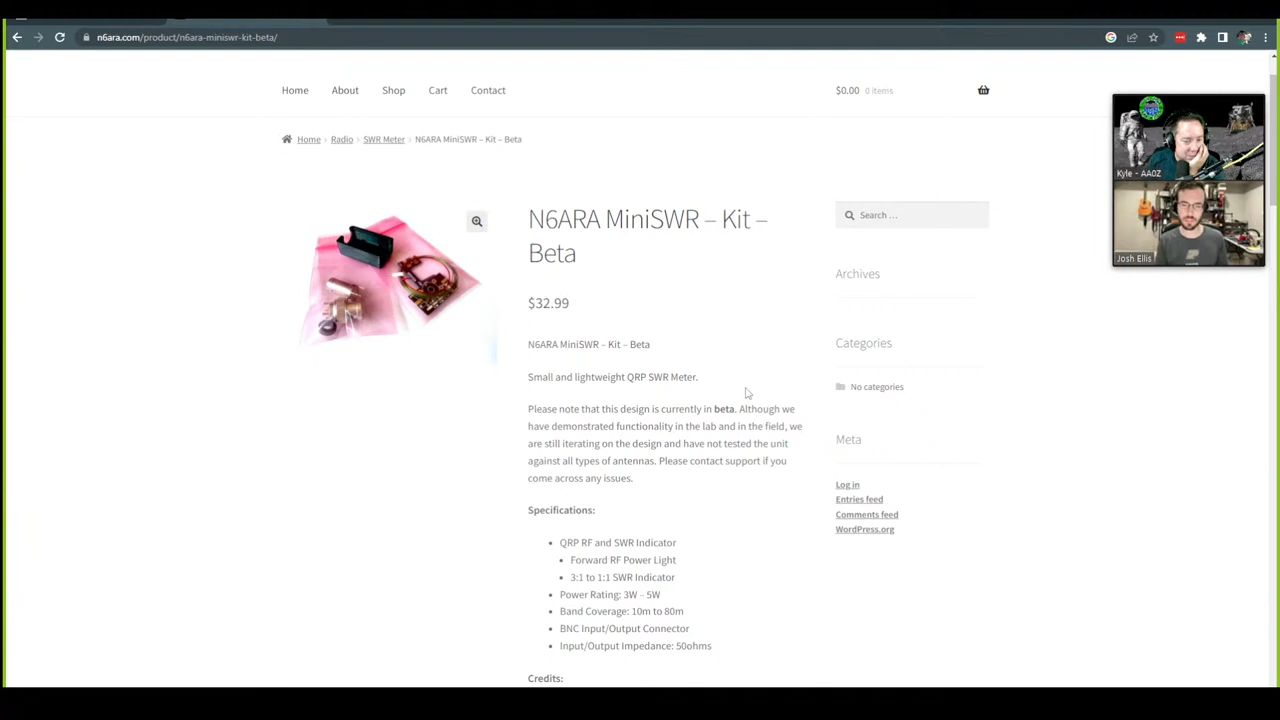 n6ara.com/product/n6ara-miniswr-kit-beta/
Home About Shop Cart Contact
$0.00 0 items
Home › Radio › SWR Meter › N6ARA MiniSWR – Kit – Beta
N6ARA MiniSWR – Kit –
Beta
$32.99
N6ARA MiniSWR – Kit – Beta
Small and lightweight QRP SWR Meter.
Please note that this design is currently in beta. Although we
have demonstrated functionality in the lab and in the field, we
are still iterating on the design and have not tested the unit
against all types of antennas. Please contact support if you
come across any issues.
Specifications:
• QRP RF and SWR Indicator
• Forward RF Power Light
• 3:1 to 1:1 SWR Indicator
• Power Rating: 3W – 5W
• Band Coverage: 10m to 80m
• BNC Input/Output Connector
• Input/Output Impedance: 50ohms
Credits:
Search …
Archives
Categories
No categories
Meta
Log in
Entries feed
Comments feed
WordPress.org
Kyle - AA0Z
Josh Ellis